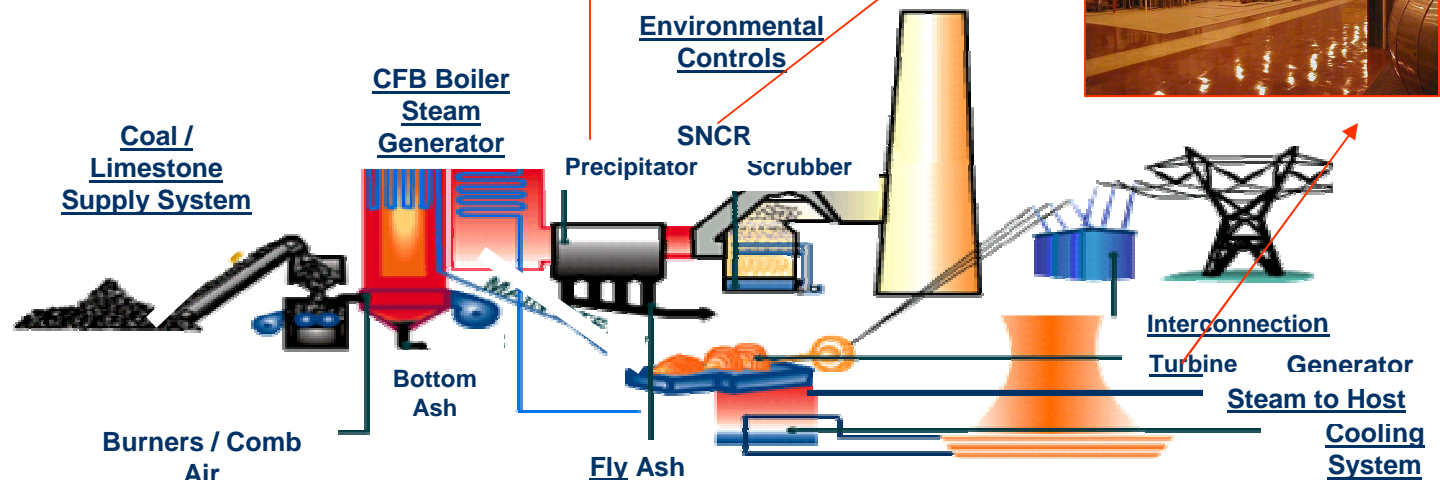 Environmental
Controls
CFB Boiler
Steam
Generator
Coal /
Limestone
Supply System
SNCR
Precipitator
Scrubber
Interconnection
Turbine
Generator
Bottom
Ash
Steam to Host
Cooling
System
Burners / Comb
Air
Fly Ash